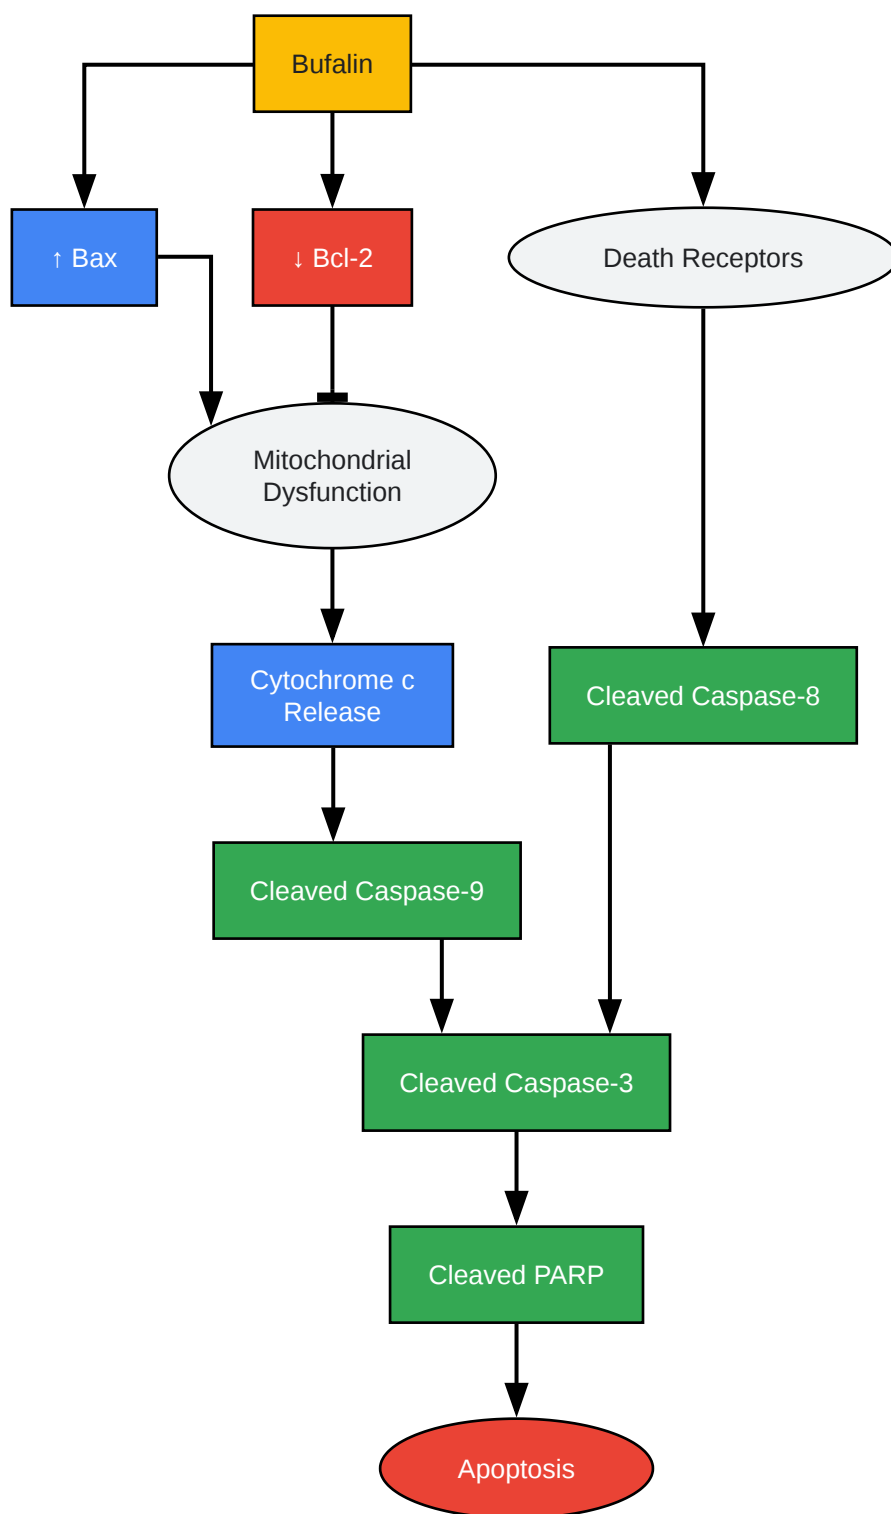 Bufalin
↑ Bax
↓ Bcl-2
Death Receptors
Mitochondrial
Dysfunction
Cytochrome c
Release
Cleaved Caspase-8
Cleaved Caspase-9
Cleaved Caspase-3
Cleaved PARP
Apoptosis